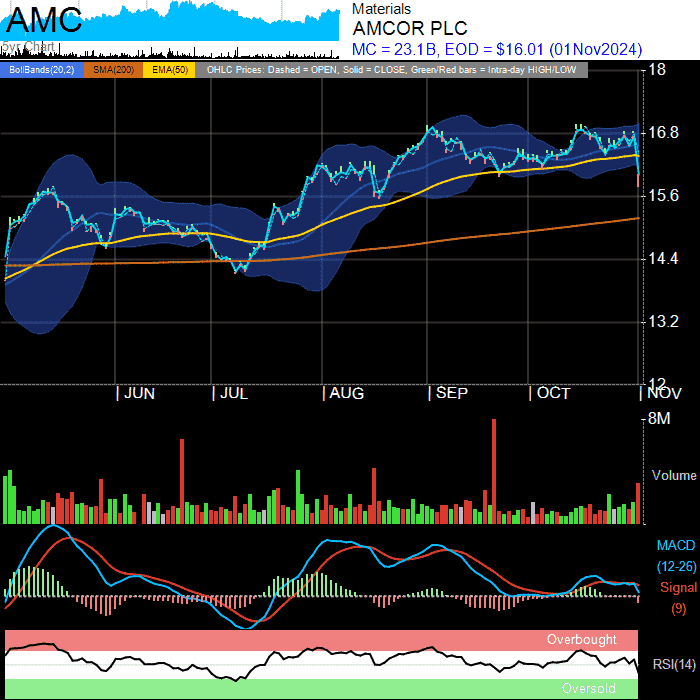 AMC
5yr Chart
Materials
AMCOR PLC
MC = 23.1B, EOD = $16.01 (01Nov2024)
BollBands(20,2) SMA(200) EMA(50) OHLC Prices: Dashed = OPEN, Solid = CLOSE, Green/Red bars = Intra-day HIGH/LOW
18
16.8
15.6
14.4
13.2
12
JUN JUL AUG SEP OCT NOV
8M
Volume
MACD
(12-26)
Signal
(9)
Overbought
RSI(14)
Oversold